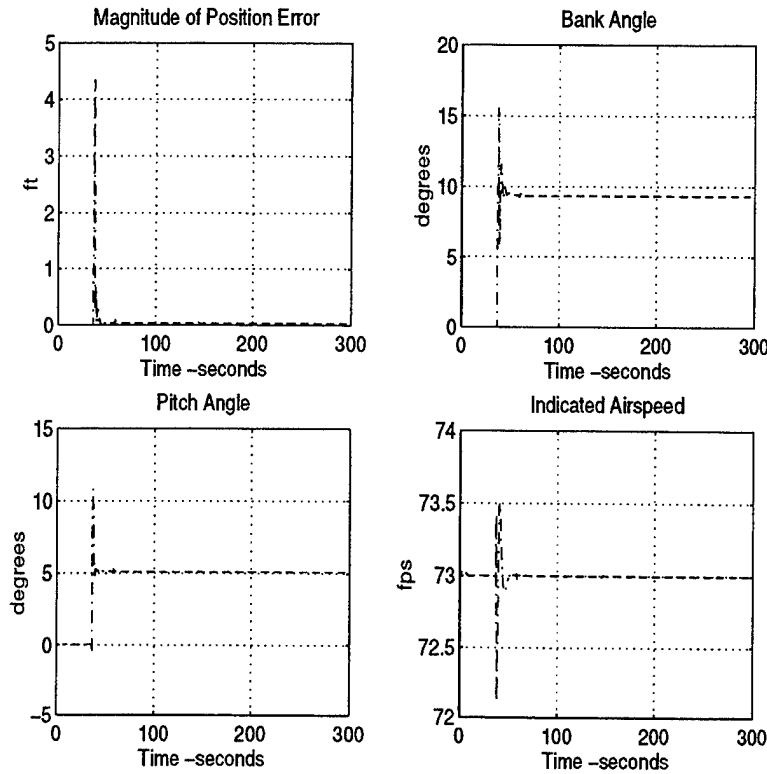 Magnitude of Position Error
5
4
3
2
1
0
ft
0 100 200 300
Time –seconds
Bank Angle
20
15
10
5
0
degrees
0 100 200 300
Time –seconds
Pitch Angle
15
10
5
0
–5
degrees
0 100 200 300
Time –seconds
Indicated Airspeed
74
73.5
73
72.5
72
fps
0 100 200 300
Time –seconds